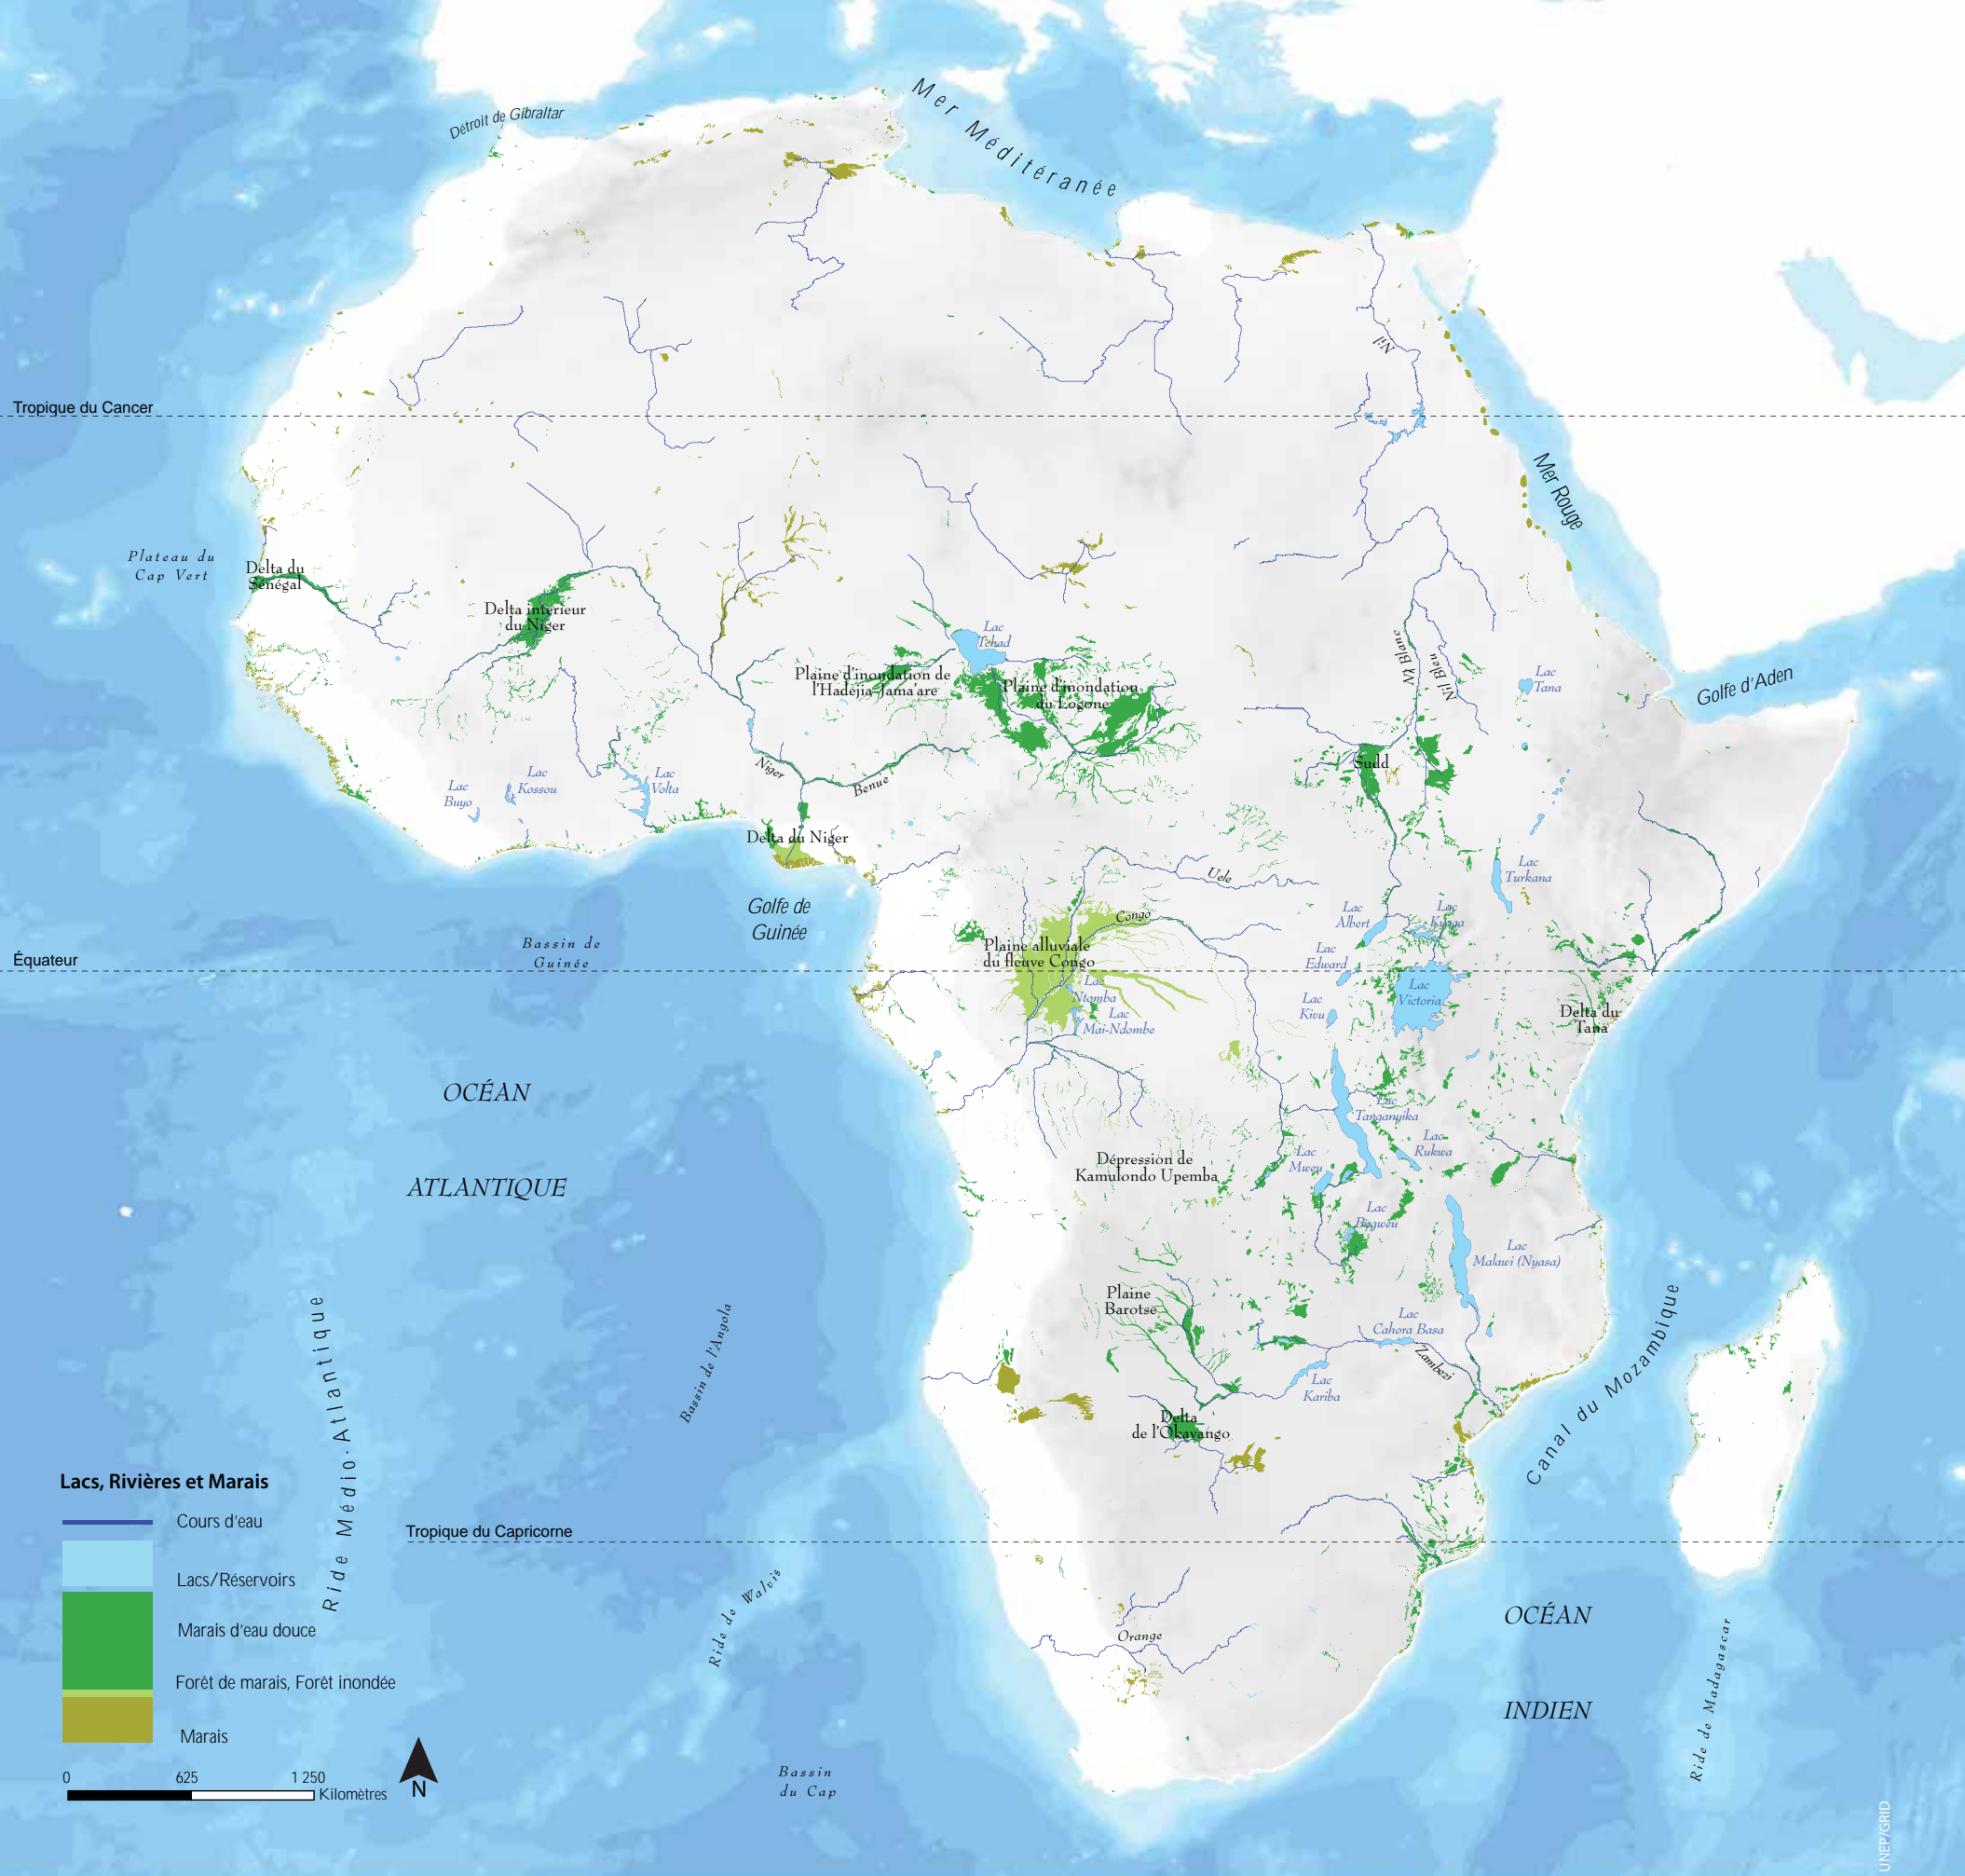 Détroit de Gibraltar
Mer Méditéranée
Tropique du Cancer
Nil
Mer Rouge
Plateau du
Cap Vert
Delta du
Sénégal
Delta intérieur
du Niger
Lac
Tchad
Plaine d'inondation de
l'Hadéjia-Jama'are
Plaine d'inondation
du Logone
Nil Blanc
Nil Bleu
Lac
Tana
Golfe d'Aden
Lac
Buyo
Lac
Kossou
Lac
Volta
Niger
Benue
Sudd
Delta du Niger
Lac
Turkana
Uele
Golfe de
Guinée
Congo
Lac
Albert
Lac
Kyoga
Bassin de
Guinée
Plaine alluviale
du fleuve Congo
Lac
Edward
Équateur
Lac
Ntomba
Lac
Mai-Ndombe
Lac
Kivu
Lac
Victoria
Delta du
Tana
OCÉAN
ATLANTIQUE
Lac
Tanganyika
Lac
Rukwa
Dépression de
Kamulondo Upemba
Lac
Mweu
Lac
Bagweu
Lac
Malawi (Nyasa)
Plaine
Barotse
Lac
Cahora Basa
Zambezi
Lac
Kariba
Canal du Mozambique
Ride Médio-Atlantique
Bassin de l'Angola
Delta
de l'Okavango
Tropique du Capricorne
Ride de Walvis
Orange
OCÉAN
INDIEN
Ride de Madagascar
Bassin
du Cap
Lacs, Rivières et Marais
Cours d'eau
Lacs/Réservoirs
Marais d'eau douce
Forêt de marais, Forêt inondée
Marais
0 625 1 250
Kilomètres
N
UNEP/GRID